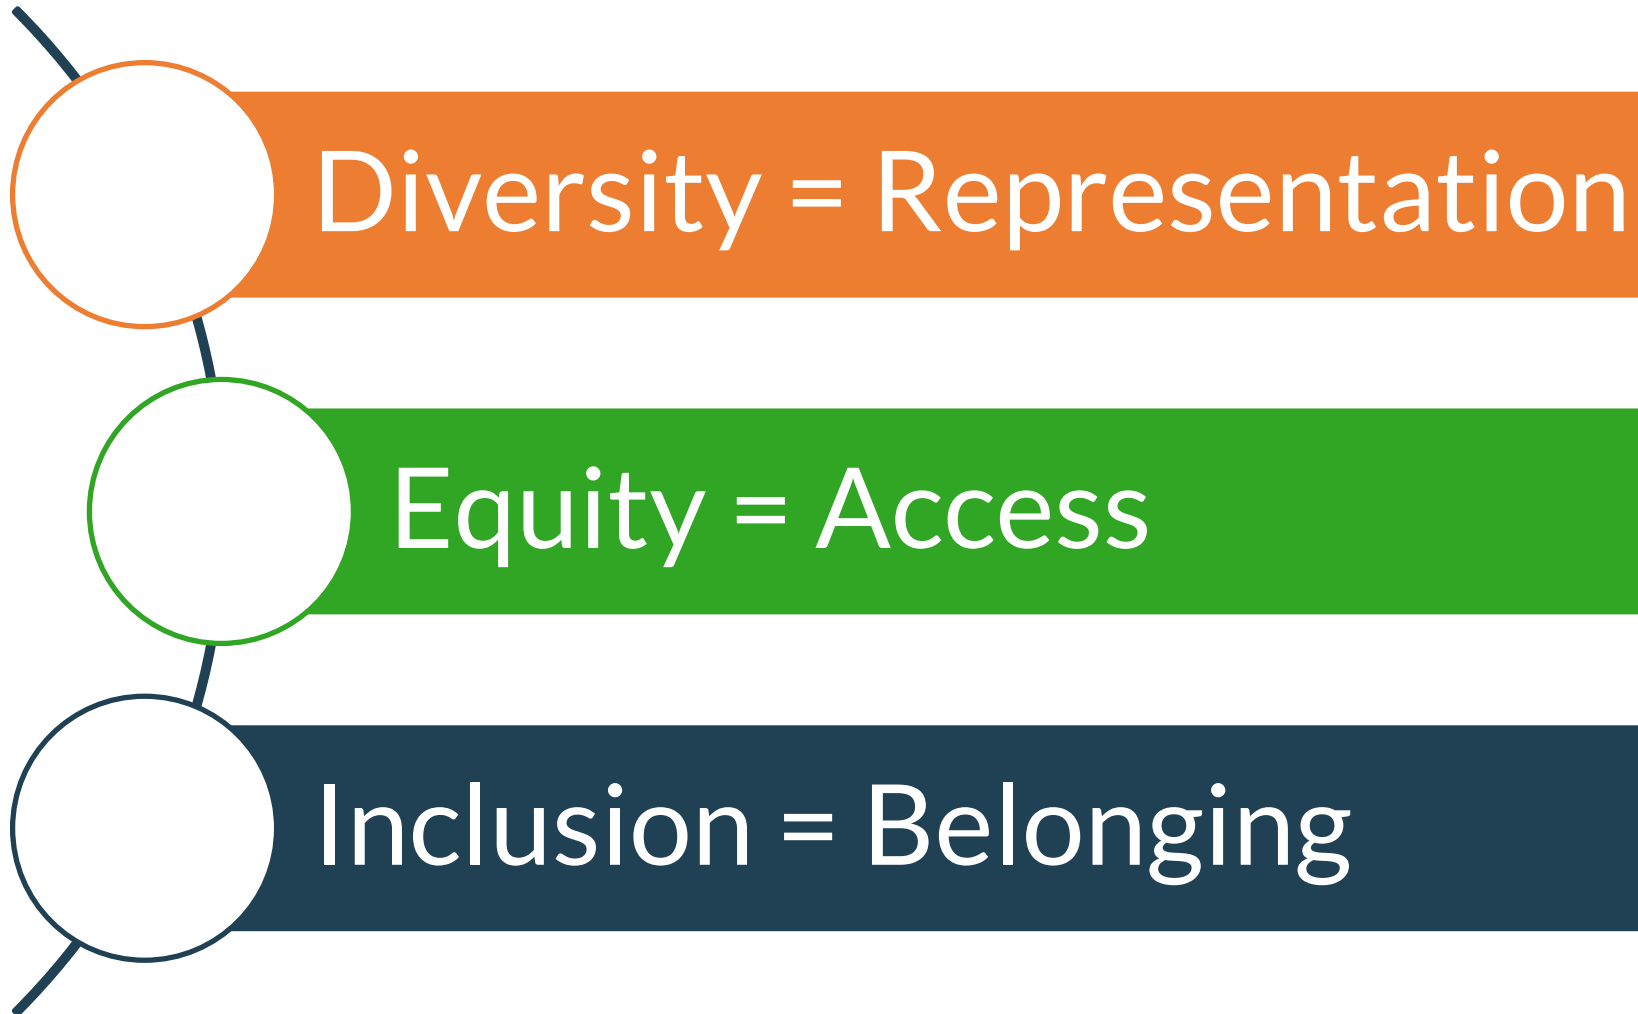 Diversity = Representation
Equity = Access
Inclusion = Belonging